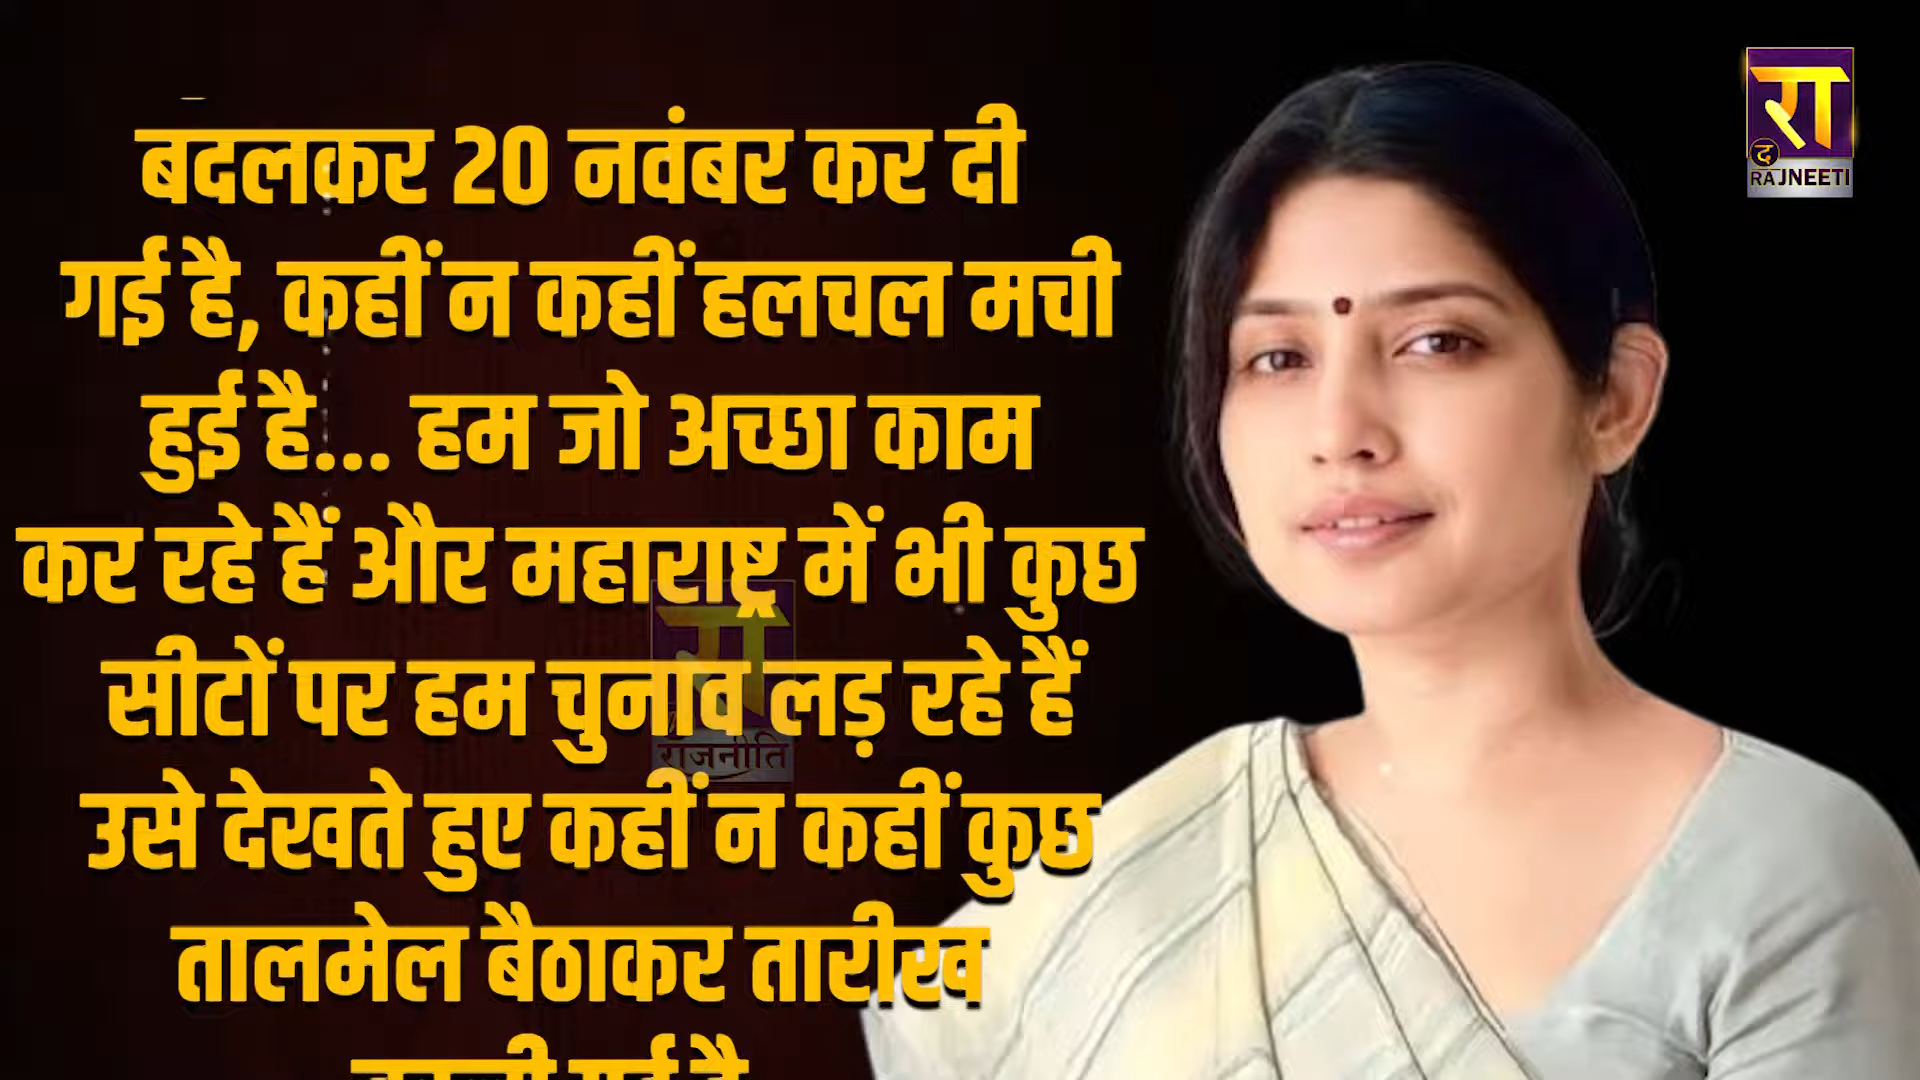 बदलकर 20 नवंबर कर दी
गई है, कहीं न कहीं हलचल मची
हुई है... हम जो अच्छा काम
कर रहे हैं और महाराष्ट्र में भी कुछ
सीटों पर हम चुनाव लड़ रहे हैं
उसे देखते हुए कहीं न कहीं कुछ
तालमेल बैठाकर तारीख
रा
द
RAJNEETI
रा
राजनीति